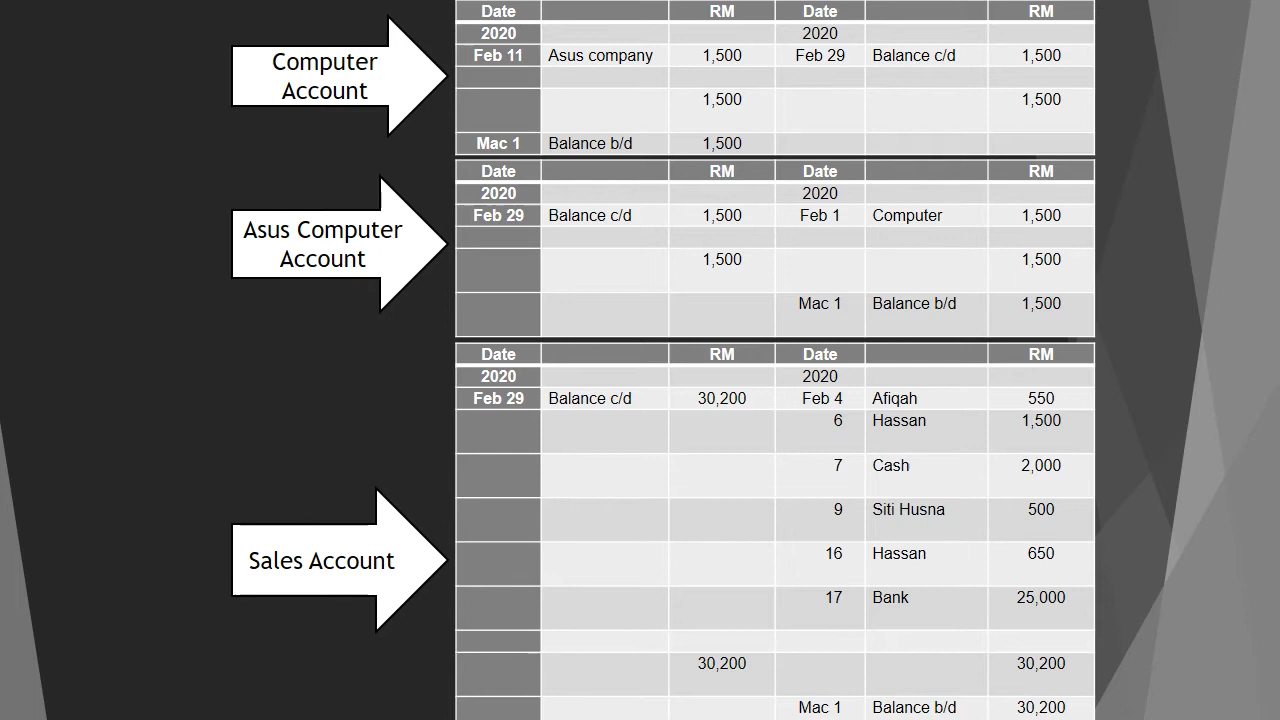 Computer
Account
Date RM Date RM
2020 2020
Feb 11 Asus company 1,500 Feb 29 Balance c/d 1,500
1,500 1,500
Mac 1 Balance b/d 1,500
Asus Computer
Account
Date RM Date RM
2020 2020
Feb 29 Balance c/d 1,500 Feb 1 Computer 1,500
1,500 1,500
Mac 1 Balance b/d 1,500
Sales Account
Date RM Date RM
2020 2020
Feb 29 Balance c/d 30,200 Feb 4 Afiqah 550
6 Hassan 1,500
7 Cash 2,000
9 Siti Husna 500
16 Hassan 650
17 Bank 25,000
30,200 30,200
Mac 1 Balance b/d 30,200